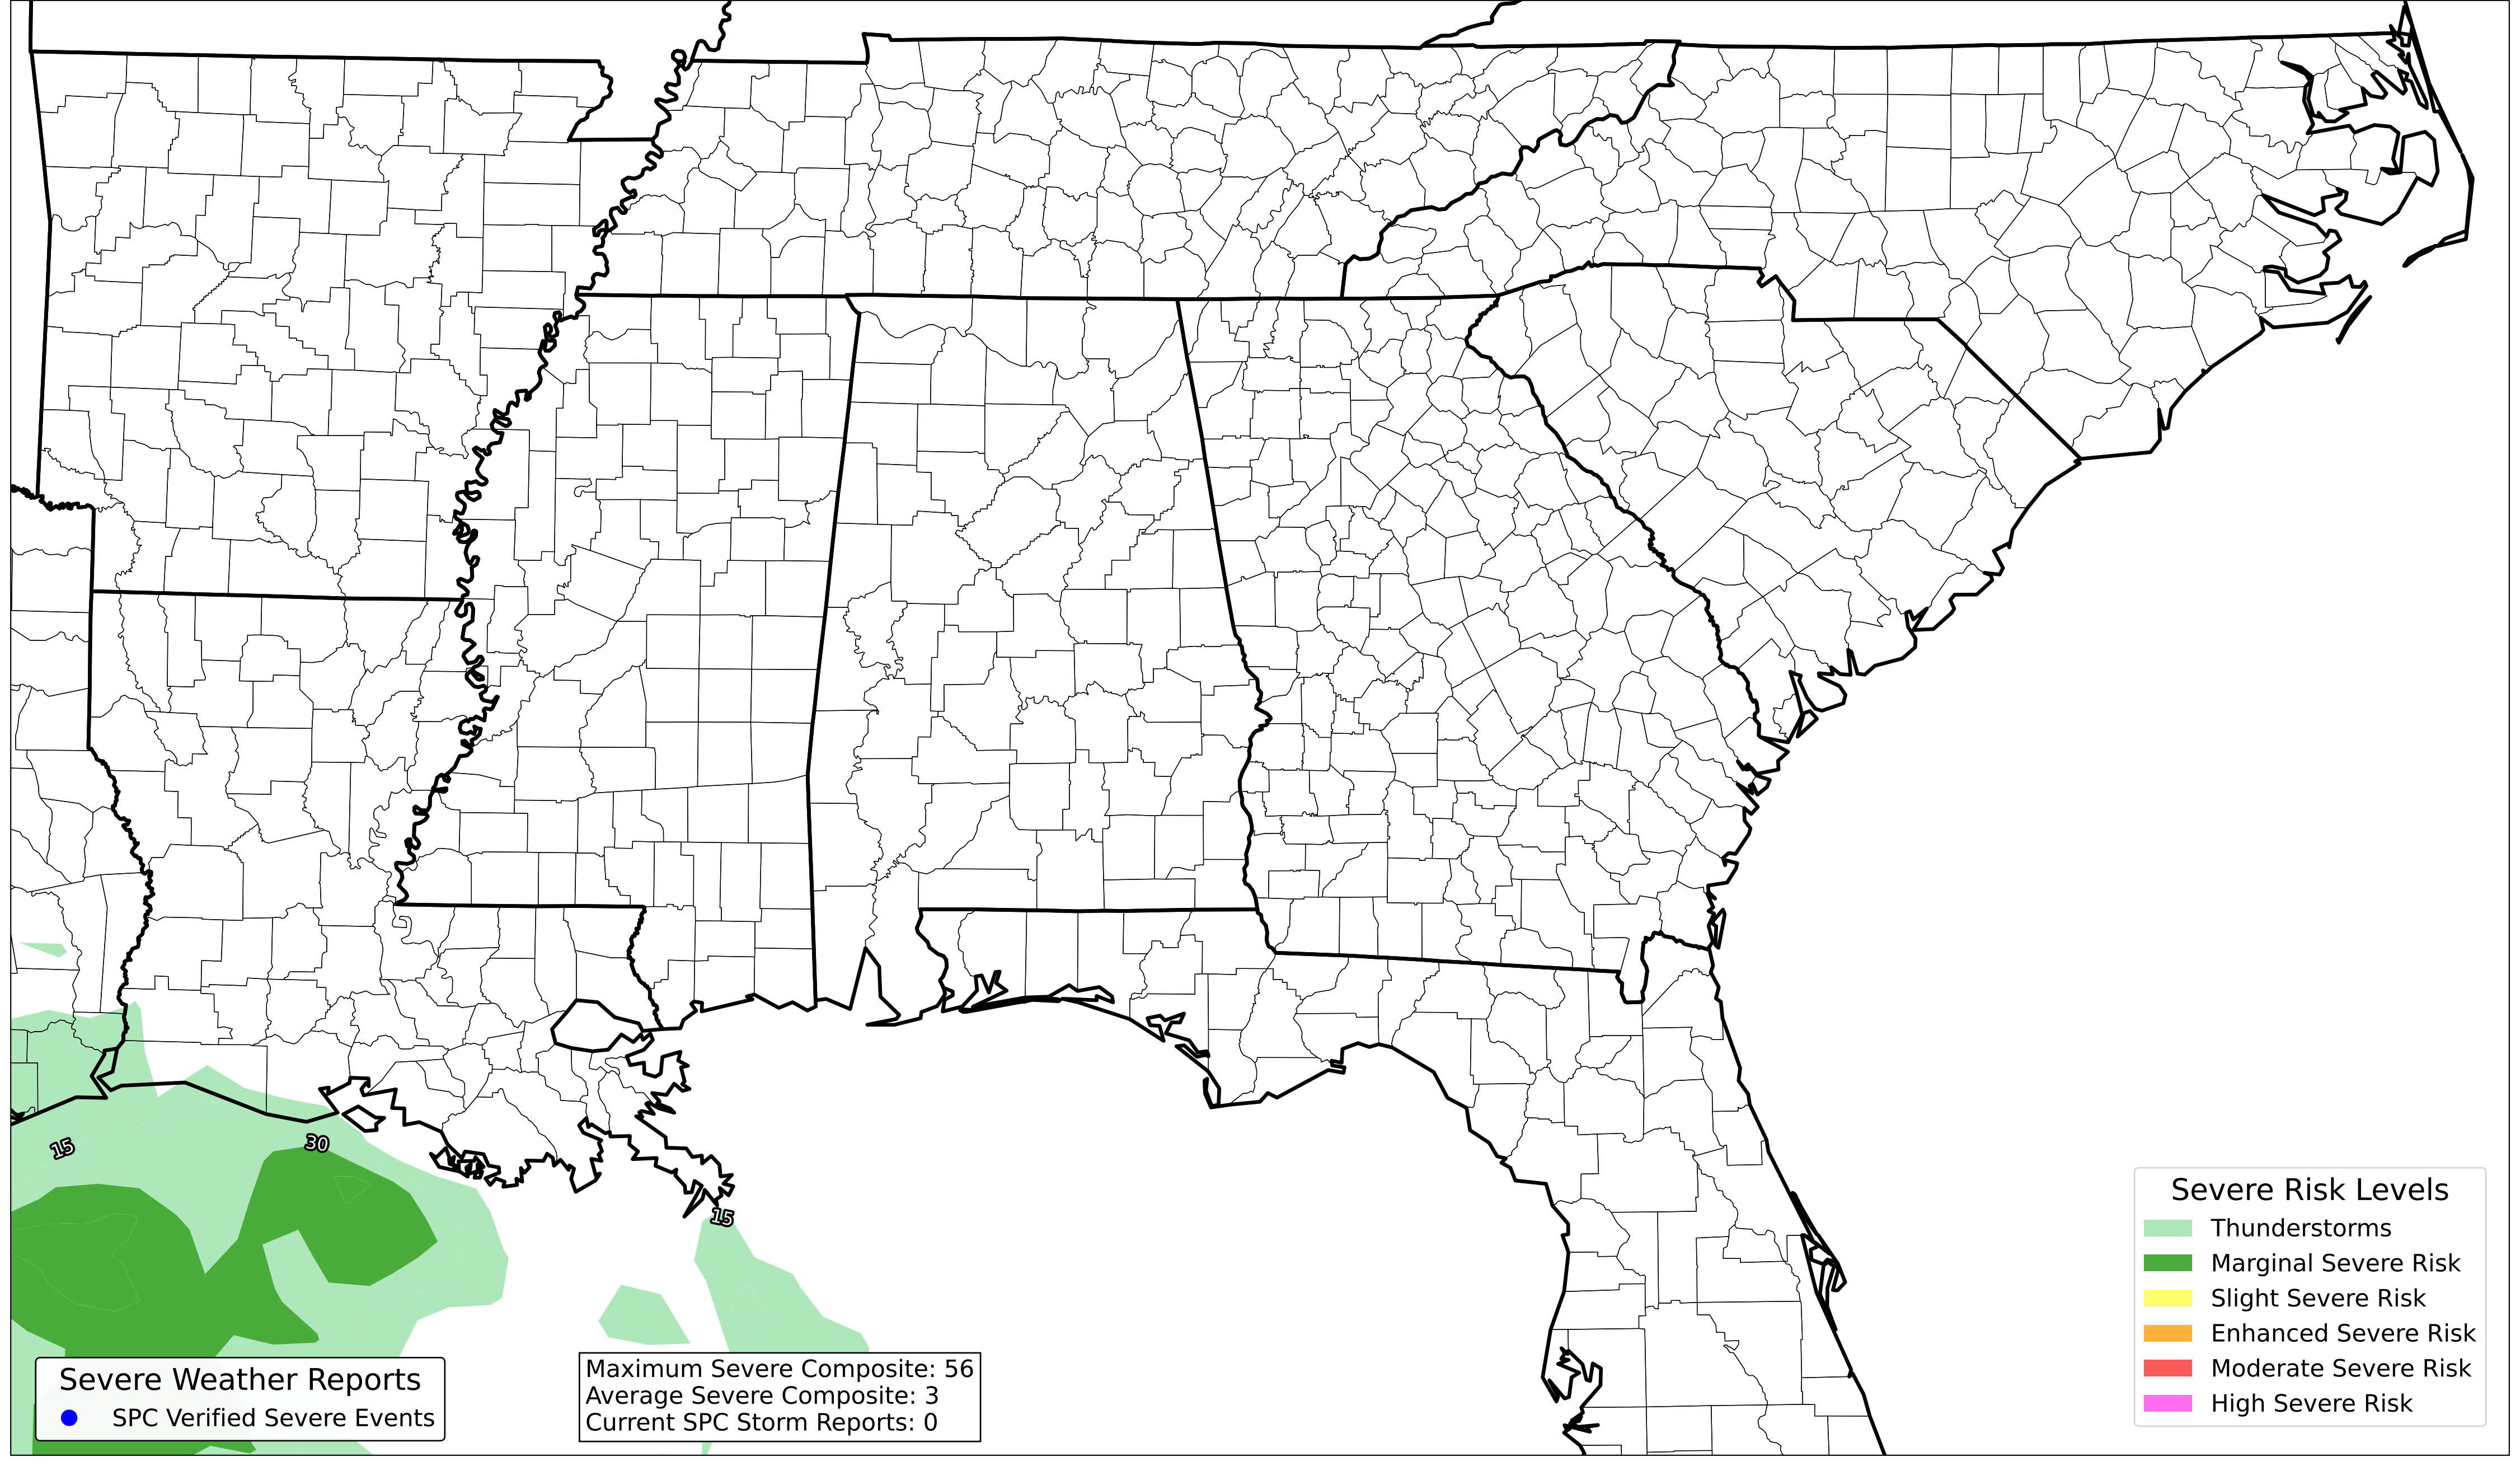 15
30
15
Severe Risk Levels
Thunderstorms
Marginal Severe Risk
Slight Severe Risk
Enhanced Severe Risk
Moderate Severe Risk
High Severe Risk
Severe Weather Reports
SPC Verified Severe Events
Maximum Severe Composite: 56
Average Severe Composite: 3
Current SPC Storm Reports: 0